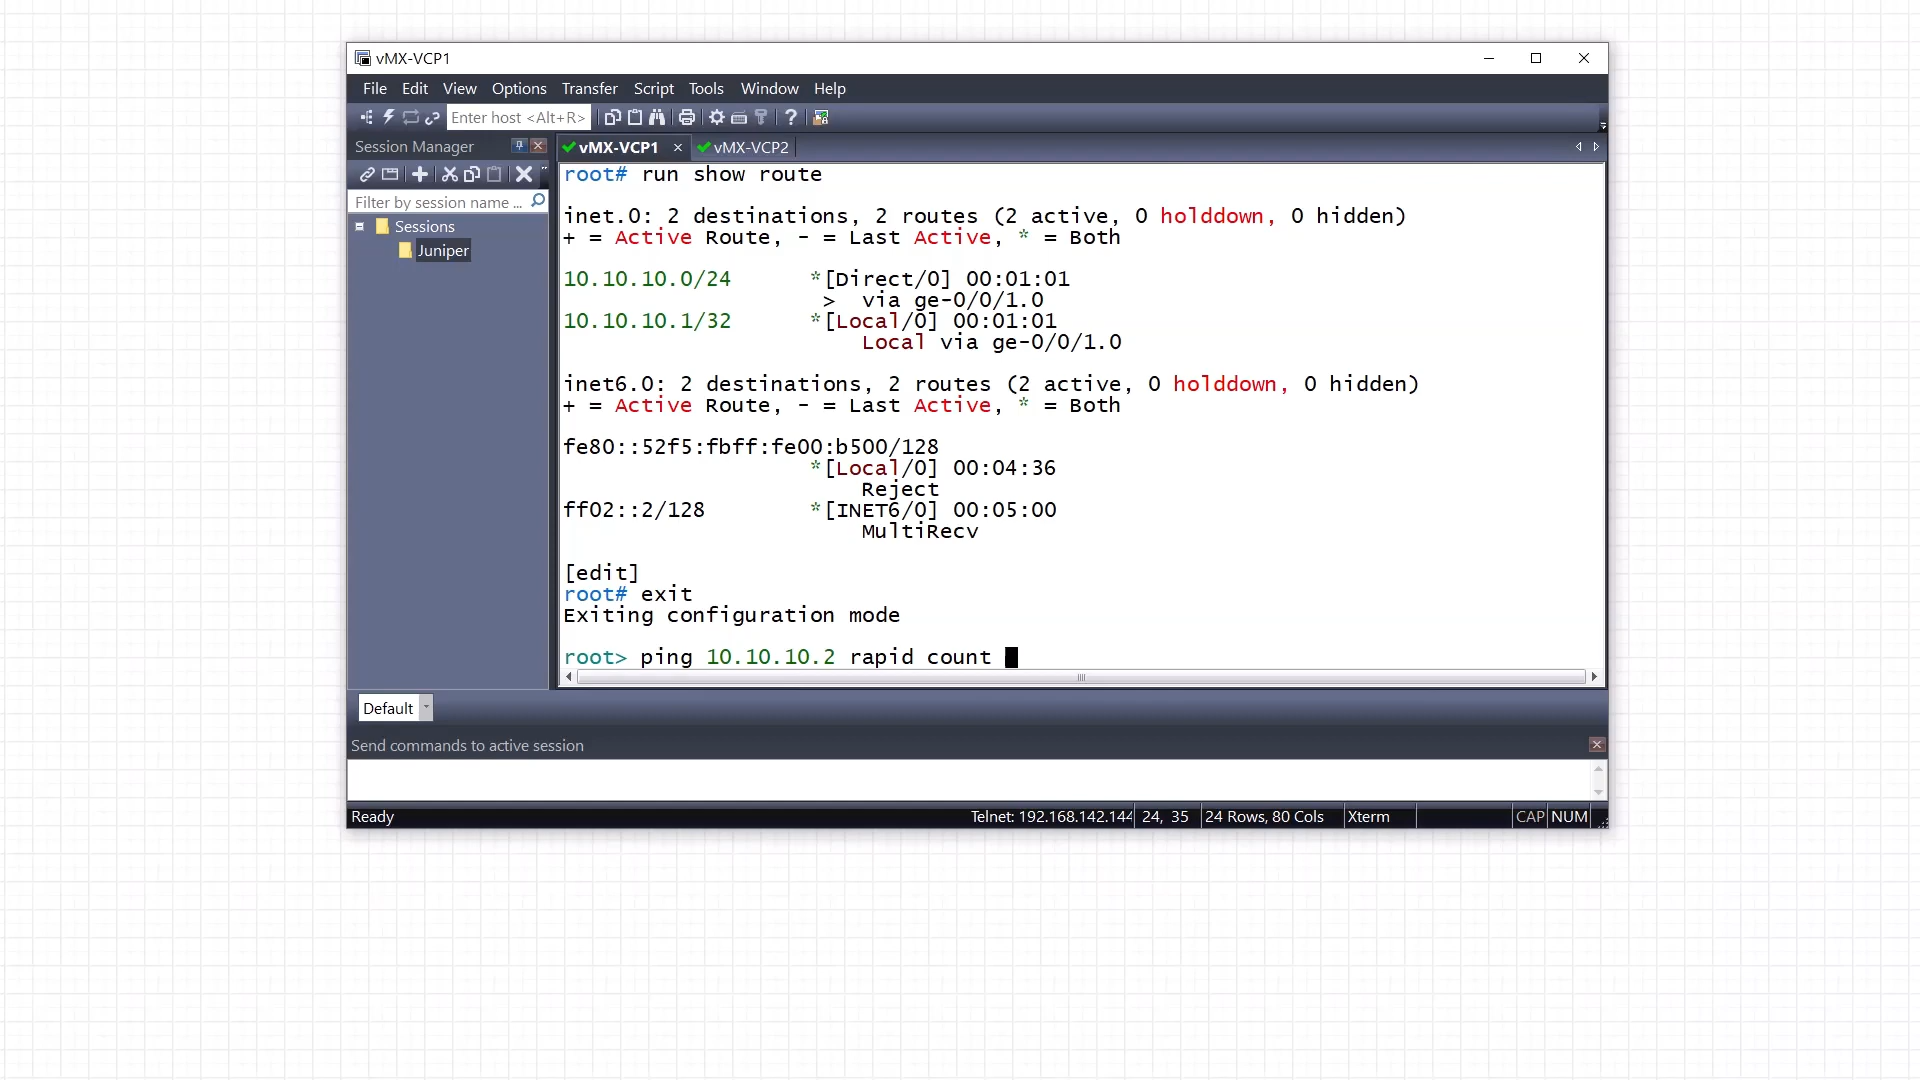 vMX-VCP1
File Edit View Options Transfer Script Tools Window Help
Enter host <Alt+R>
Session Manager
vMX-VCP1
vMX-VCP2
Filter by session name ...
Sessions
Juniper
root# run show route
inet.0: 2 destinations, 2 routes (2 active, 0 holddown, 0 hidden)
+ = Active Route, - = Last Active, * = Both
10.10.10.0/24      *[Direct/0] 00:01:01
                    >  via ge-0/0/1.0
10.10.10.1/32      *[Local/0] 00:01:01
                       Local via ge-0/0/1.0
inet6.0: 2 destinations, 2 routes (2 active, 0 holddown, 0 hidden)
+ = Active Route, - = Last Active, * = Both
fe80::52f5:fbff:fe00:b500/128
                   *[Local/0] 00:04:36
                       Reject
ff02::2/128        *[INET6/0] 00:05:00
                       MultiRecv
[edit]
root# exit
Exiting configuration mode
root> ping 10.10.10.2 rapid count
Default
Send commands to active session
Ready
Telnet: 192.168.142.144
24, 35
24 Rows, 80 Cols
Xterm
CAP NUM